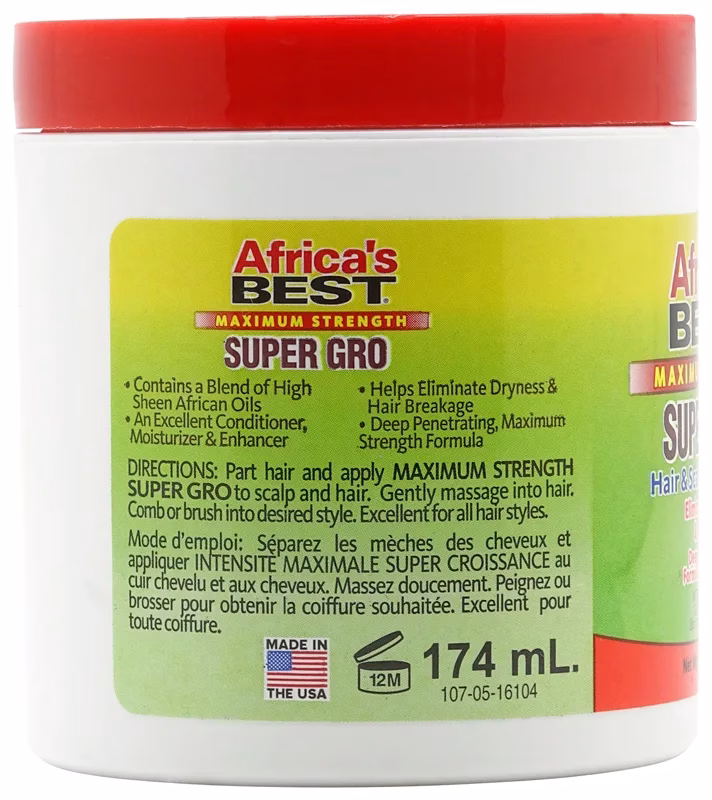 Africa's
BEST
MAXIMUM STRENGTH
SUPER GRO
• Contains a Blend of High
Sheen African Oils
• An Excellent Conditioner,
Moisturizer & Enhancer
• Helps Eliminate Dryness &
Hair Breakage
• Deep Penetrating, Maximum
Strength Formula
DIRECTIONS: Part hair and apply MAXIMUM STRENGTH
SUPER GRO to scalp and hair. Gently massage into hair.
Comb or brush into desired style. Excellent for all hair styles.
Mode d'emploi: Séparez les mèches des cheveux et
appliquer INTENSITE MAXIMALE SUPER CROISSANCE au
cuir chevelu et aux cheveux. Massez doucement. Peignez ou
brosser pour obtenir la coiffure souhaitée. Excellent pour
toute coiffure.
MADE IN
THE USA
12M
174 mL.
107-05-16104
Afri
BE
MAXIM
SUP
Hair & S